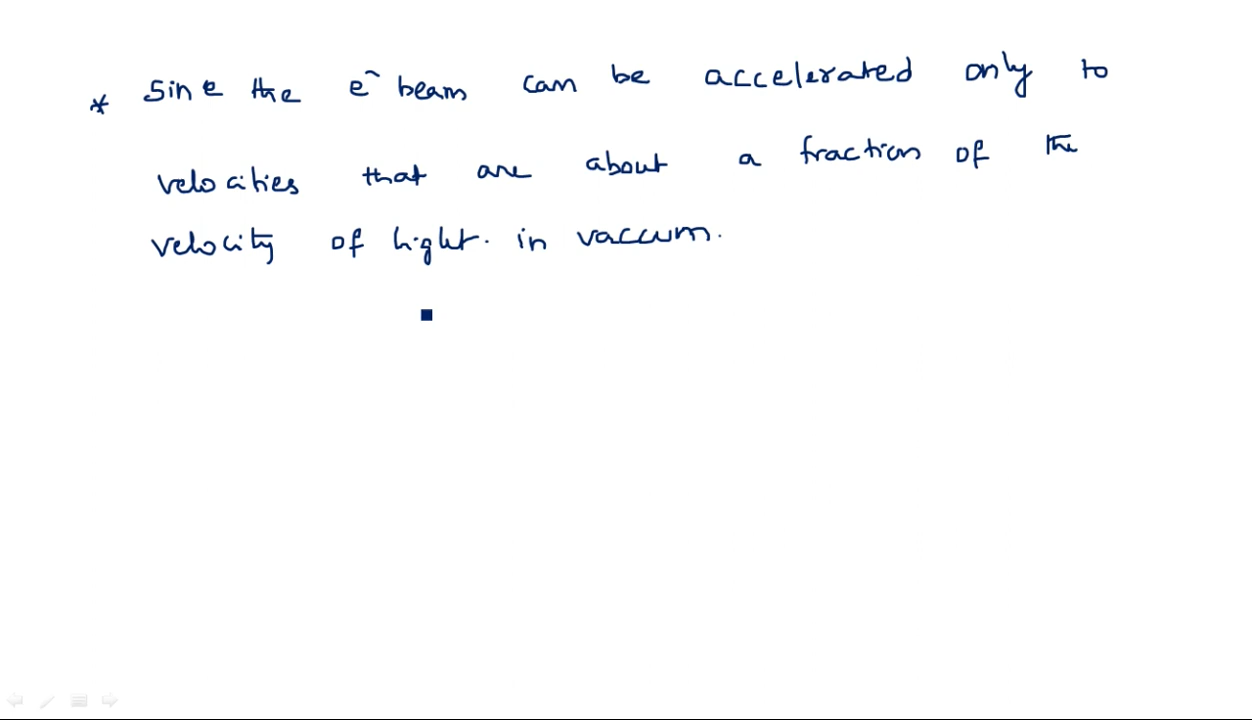 * Sine the e⁻ beam can be accelerated only to
velocities that are about a fraction of the
velocity of light. in vaccum.